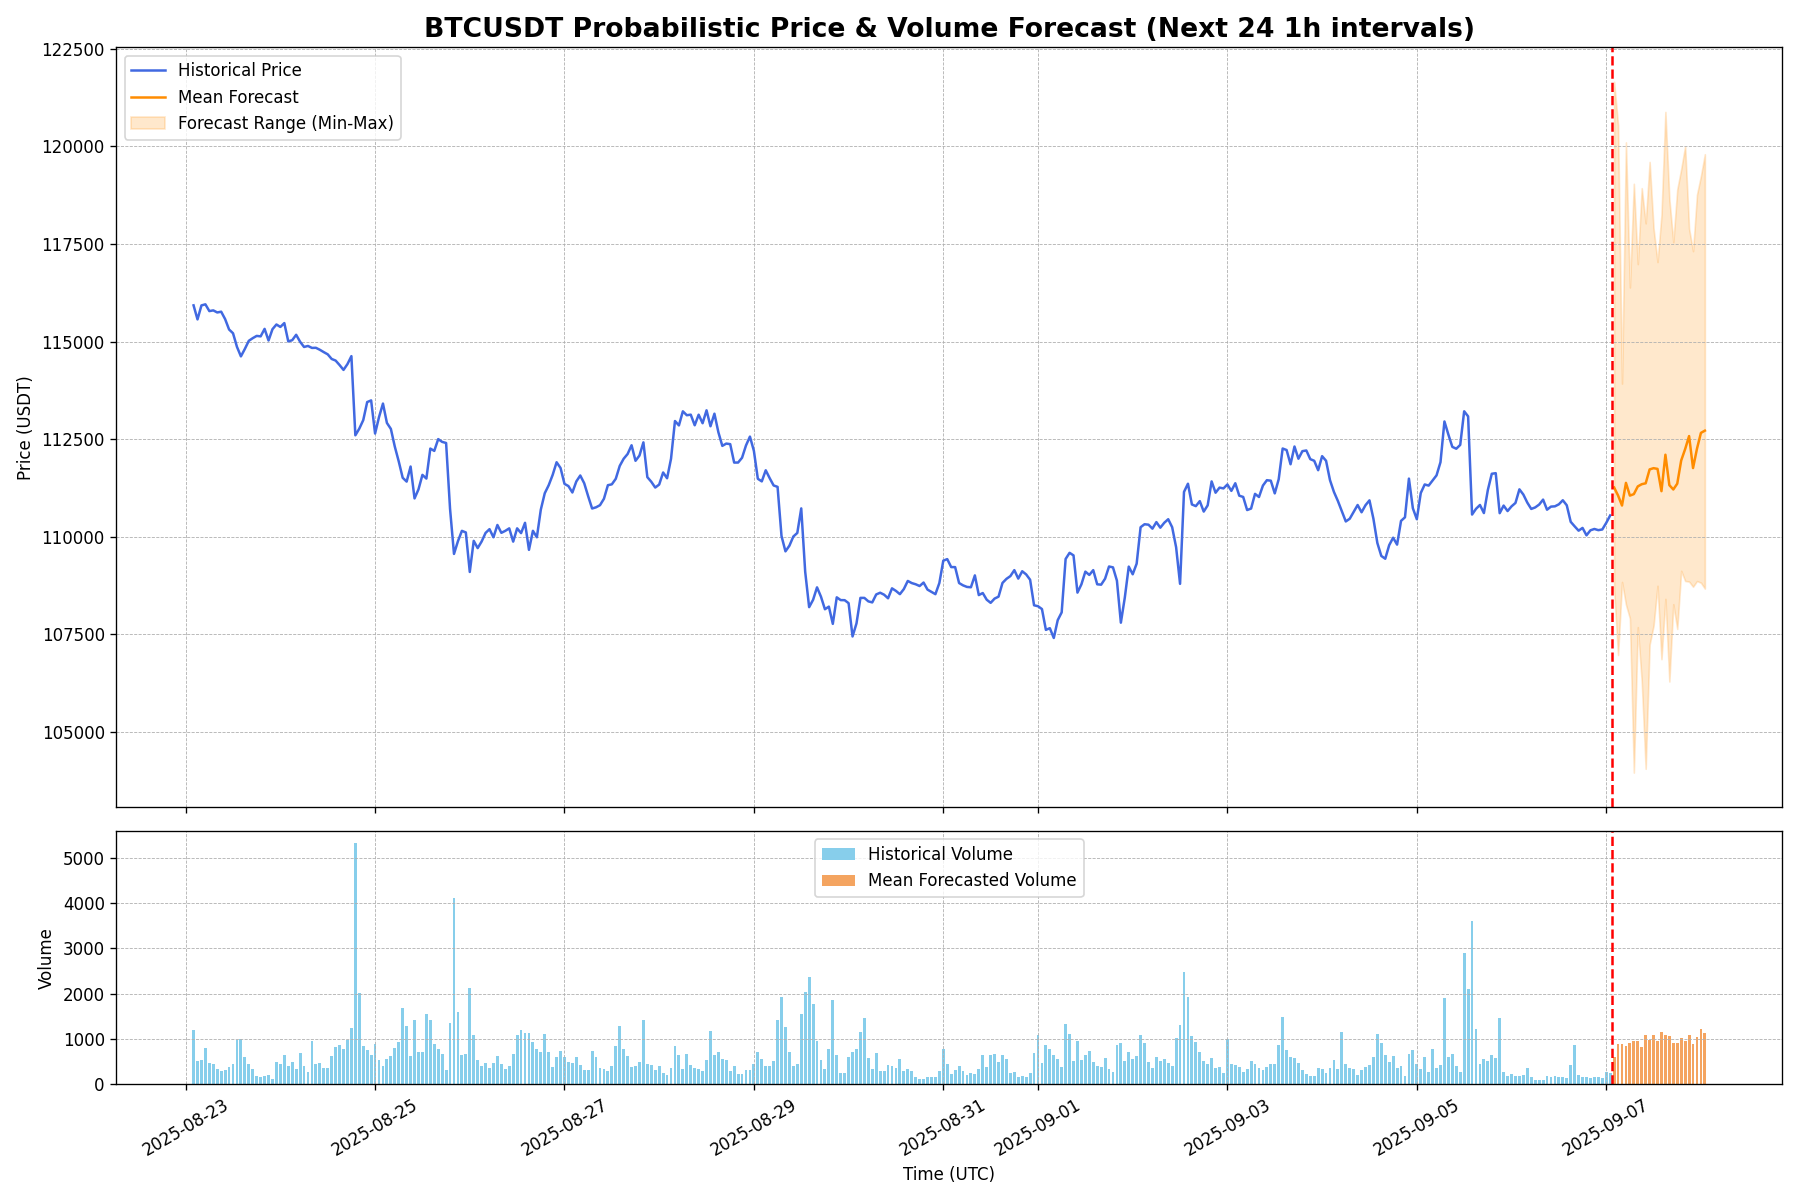 BTCUSDT Probabilistic Price & Volume Forecast (Next 24 1h intervals)
Historical Price
Mean Forecast
Forecast Range (Min-Max)
Price (USDT)
122500
120000
117500
115000
112500
110000
107500
105000
Historical Volume
Mean Forecasted Volume
Volume
5000
4000
3000
2000
1000
0
2025-08-23
2025-08-25
2025-08-27
2025-08-29
2025-08-31
2025-09-01
2025-09-03
2025-09-05
2025-09-07
Time (UTC)